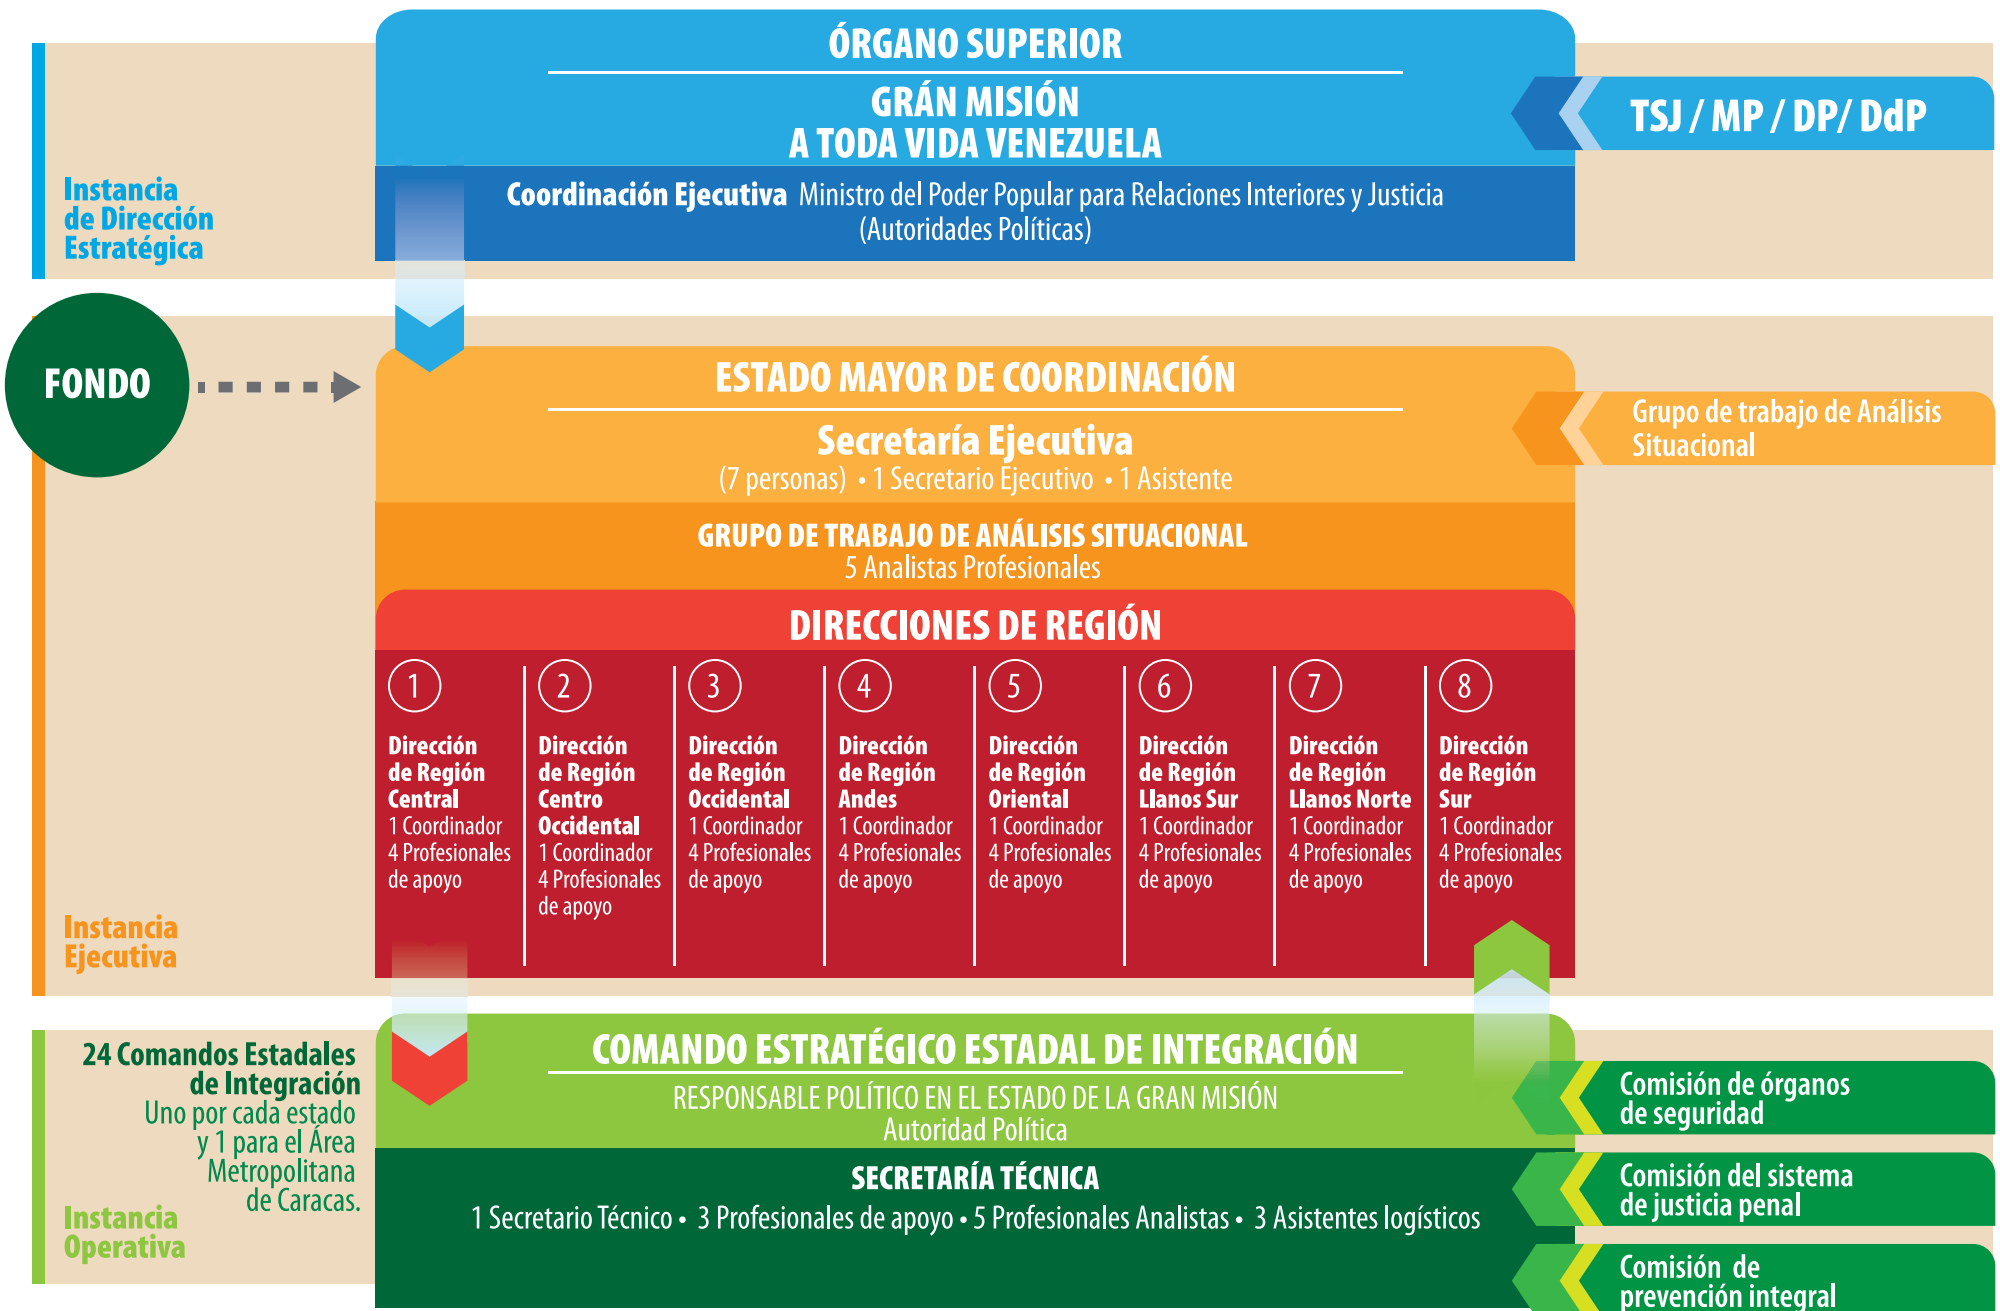 ÓRGANO SUPERIOR
GRÁN MISIÓN
A TODA VIDA VENEZUELA
TSJ / MP / DP/ DdP
Coordinación Ejecutiva Ministro del Poder Popular para Relaciones Interiores y Justicia
(Autoridades Políticas)
Instancia
de Dirección
Estratégica
FONDO
ESTADO MAYOR DE COORDINACIÓN
Secretaría Ejecutiva
(7 personas) • 1 Secretario Ejecutivo • 1 Asistente
Grupo de trabajo de Análisis
Situacional
GRUPO DE TRABAJO DE ANÁLISIS SITUACIONAL
5 Analistas Profesionales
DIRECCIONES DE REGIÓN
1
Dirección
de Región
Central
1 Coordinador
4 Profesionales
de apoyo
2
Dirección
de Región
Centro
Occidental
1 Coordinador
4 Profesionales
de apoyo
3
Dirección
de Región
Occidental
1 Coordinador
4 Profesionales
de apoyo
4
Dirección
de Región
Andes
1 Coordinador
4 Profesionales
de apoyo
5
Dirección
de Región
Oriental
1 Coordinador
4 Profesionales
de apoyo
6
Dirección
de Región
Llanos Sur
1 Coordinador
4 Profesionales
de apoyo
7
Dirección
de Región
Llanos Norte
1 Coordinador
4 Profesionales
de apoyo
8
Dirección
de Región
Sur
1 Coordinador
4 Profesionales
de apoyo
Instancia
Ejecutiva
24 Comandos Estadales
de Integración
Uno por cada estado
y 1 para el Área
Metropolitana
de Caracas.
Instancia
Operativa
COMANDO ESTRATÉGICO ESTADAL DE INTEGRACIÓN
RESPONSABLE POLÍTICO EN EL ESTADO DE LA GRAN MISIÓN
Autoridad Política
SECRETARÍA TÉCNICA
1 Secretario Técnico • 3 Profesionales de apoyo • 5 Profesionales Analistas • 3 Asistentes logísticos
Comisión de órganos
de seguridad
Comisión del sistema
de justicia penal
Comisión de
prevención integral